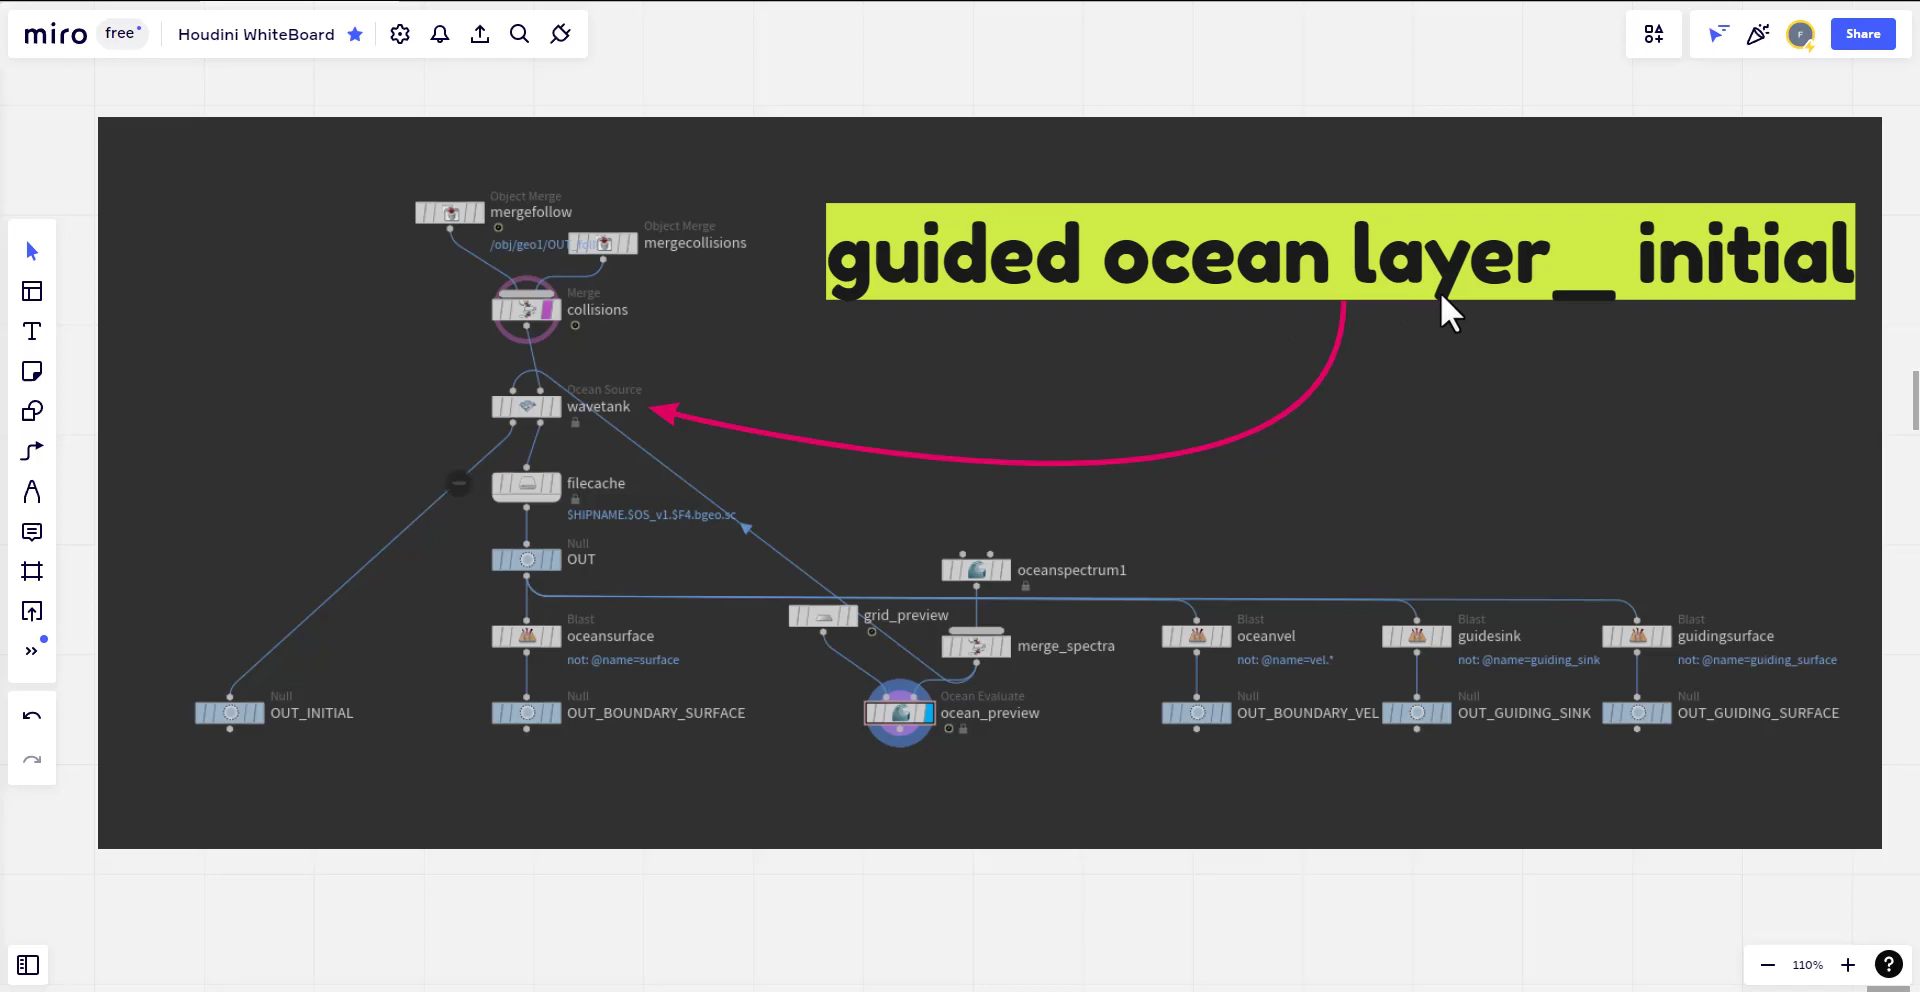 miro free Houdini WhiteBoard
F Share
guided ocean layer_ initial
Object Merge
mergefollow
Object Merge
mergecollisions
/obj/geo1/OUT_foll
Merge
collisions
Ocean Source
wavetank
filecache
$HIPNAME.$OS_v1.$F4.bgeo.sc
Null
OUT
oceanspectrum1
grid_preview
merge_spectra
Blast
oceansurface
not: @name=surface
Blast
oceanvel
not: @name=vel.*
Blast
guidesink
not: @name=guiding_sink
Blast
guidingsurface
not: @name=guiding_surface
Null
OUT_INITIAL
Null
OUT_BOUNDARY_SURFACE
Ocean Evaluate
ocean_preview
Null
OUT_BOUNDARY_VEL
Null
OUT_GUIDING_SINK
Null
OUT_GUIDING_SURFACE
110% ?